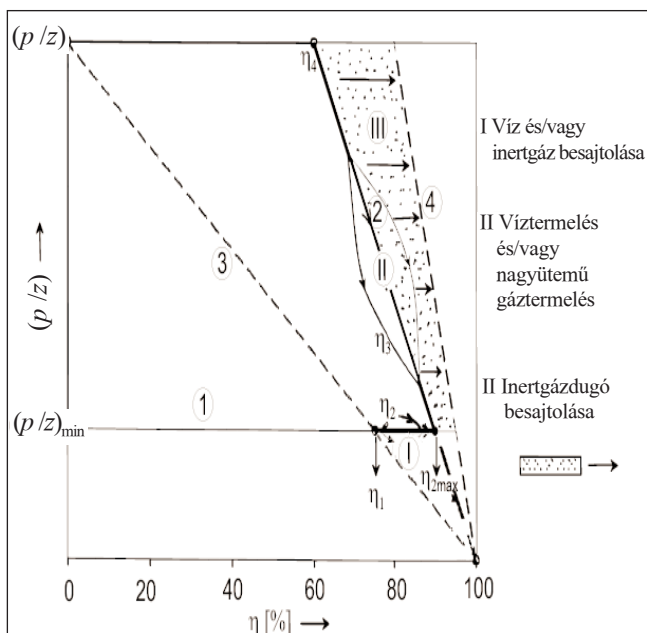 (p /z)
η4
III
I Víz és/vagy
inertgáz besajtolása
2
4
II Víztermelés
és/vagy
nagyütemű
gáztermelés
(p /z) →
3
II
η3
II Inertgázdugó
besajtolása
1
η2
(p /z)min
I
η1
η2max
→
0
20
40
60
80
100
η [%] →